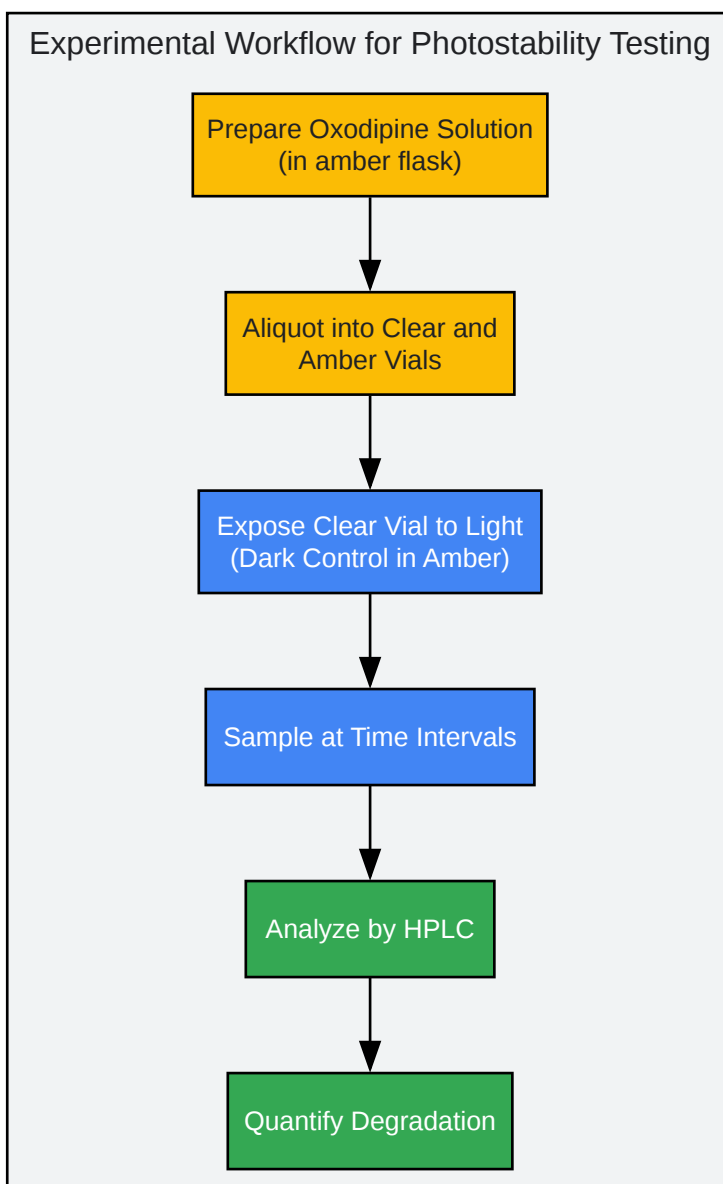 Experimental Workflow for Photostability Testing
Prepare Oxodipine Solution
(in amber flask)
Aliquot into Clear and
Amber Vials
Expose Clear Vial to Light
(Dark Control in Amber)
Sample at Time Intervals
Analyze by HPLC
Quantify Degradation